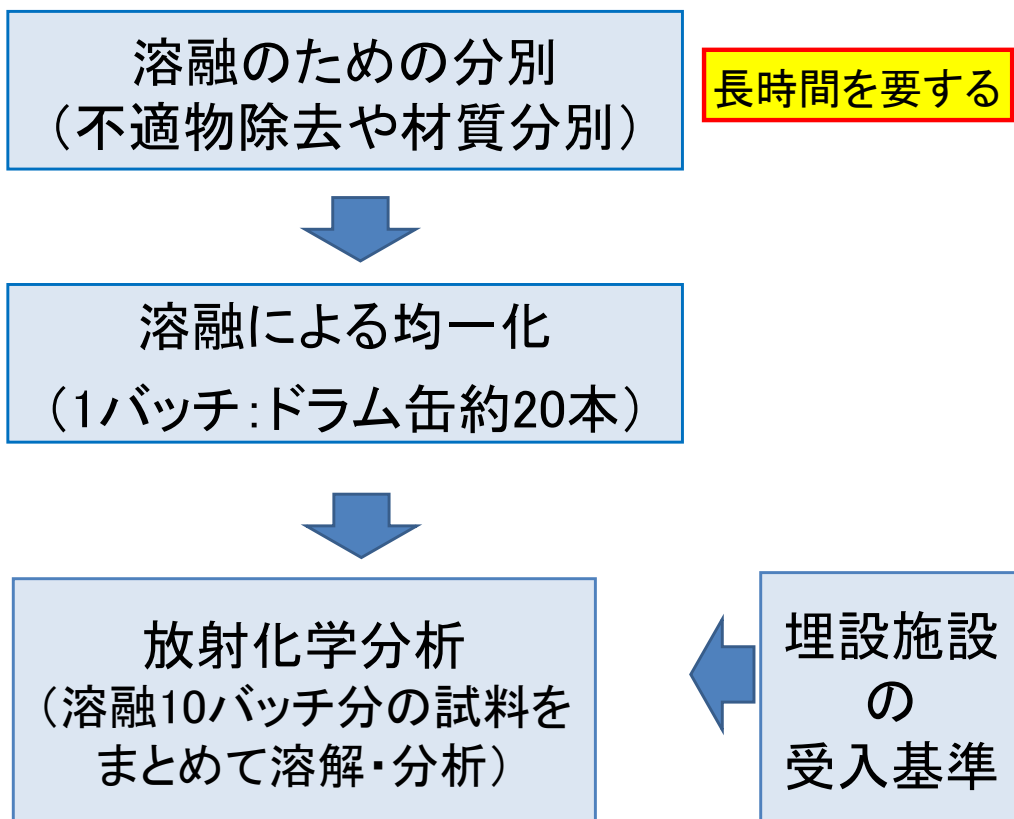 溶融のための分別
（不適物除去や材質分別）
長時間を要する
溶融による均一化
（1バッチ：ドラム缶約20本）
放射化学分析
（溶融10バッチ分の試料を
まとめて溶解・分析）
埋設施設
の
受入基準